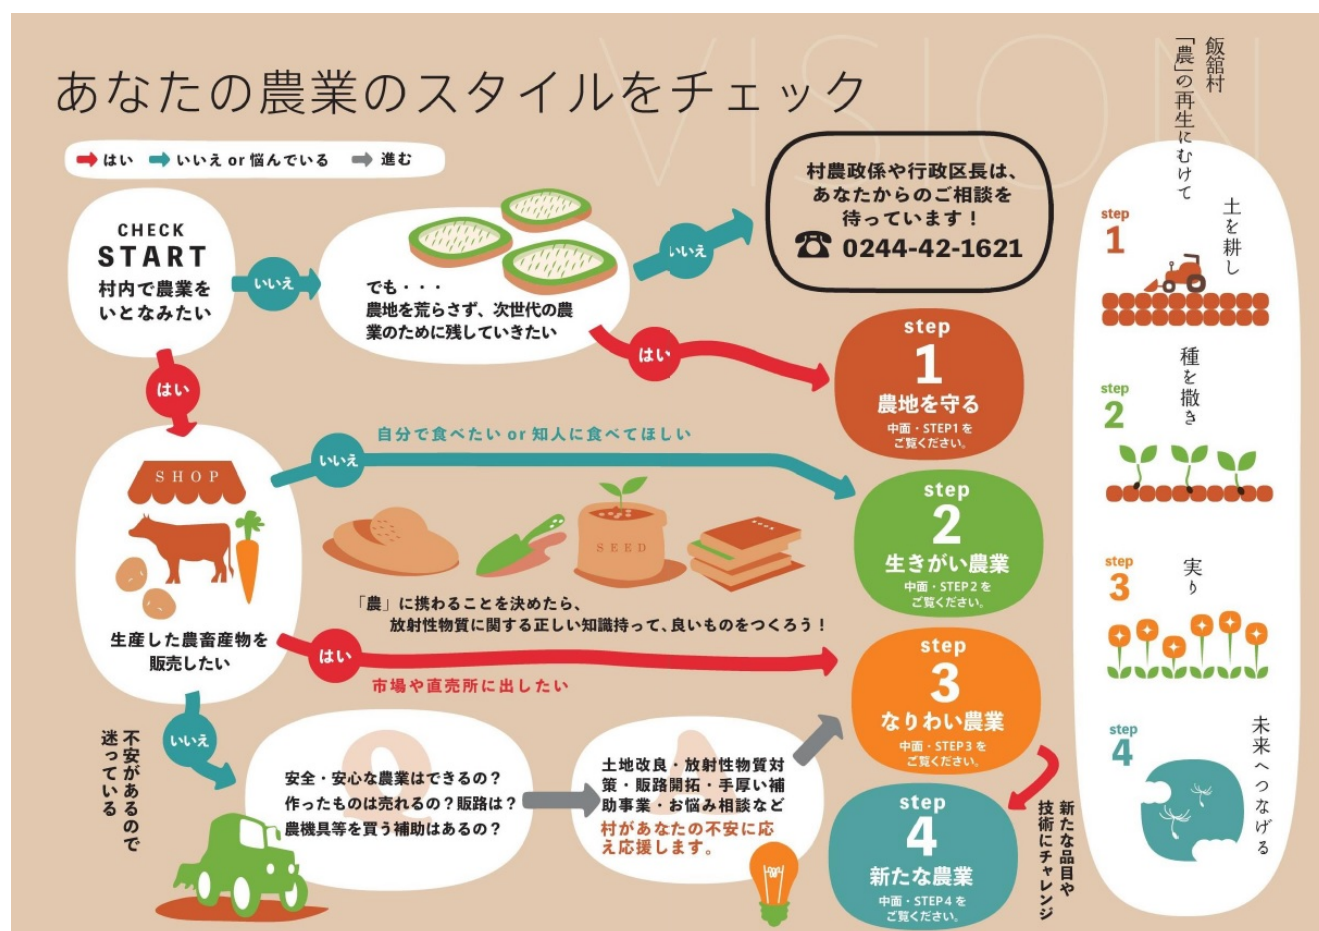 VISION
あなたの農業のスタイルをチェック
はい
いいえ or 悩んでいる
進む
CHECK
START
村内で農業を
いとなみたい
いいえ
でも・・・
農地を荒らさず、次世代の農
業のために残していきたい
いいえ
村農政係や行政区長は、
あなたからのご相談を
待っています！
0244-42-1621
はい
step
1
農地を守る
中面・STEP1を
ご覧ください。
はい
SHOP
生産した農畜産物を
販売したい
いいえ
自分で食べたい or 知人に食べてほしい
step
2
生きがい農業
中面・STEP2を
ご覧ください。
SEED
「農」に携わることを決めたら、
放射性物質に関する正しい知識持って、良いものをつくろう！
はい
市場や直売所に出したい
step
3
なりわい農業
中面・STEP3を
ご覧ください。
いいえ
不安があるので
迷っている
Q
安全・安心な農業はできるの？
作ったものは売れるの？販路は？
農機具等を買う補助はあるの？
A
土地改良・放射性物質対
策・販路開拓・手厚い補
助事業・お悩み相談など
村があなたの不安に応
え応援します。
新たな品目や
技術にチャレンジ
step
4
新たな農業
中面・STEP4を
ご覧ください。
飯舘村
「農」の再生にむけて
step
1
土を耕し
step
2
種を撒き
step
3
実り
step
4
未来へつなげる